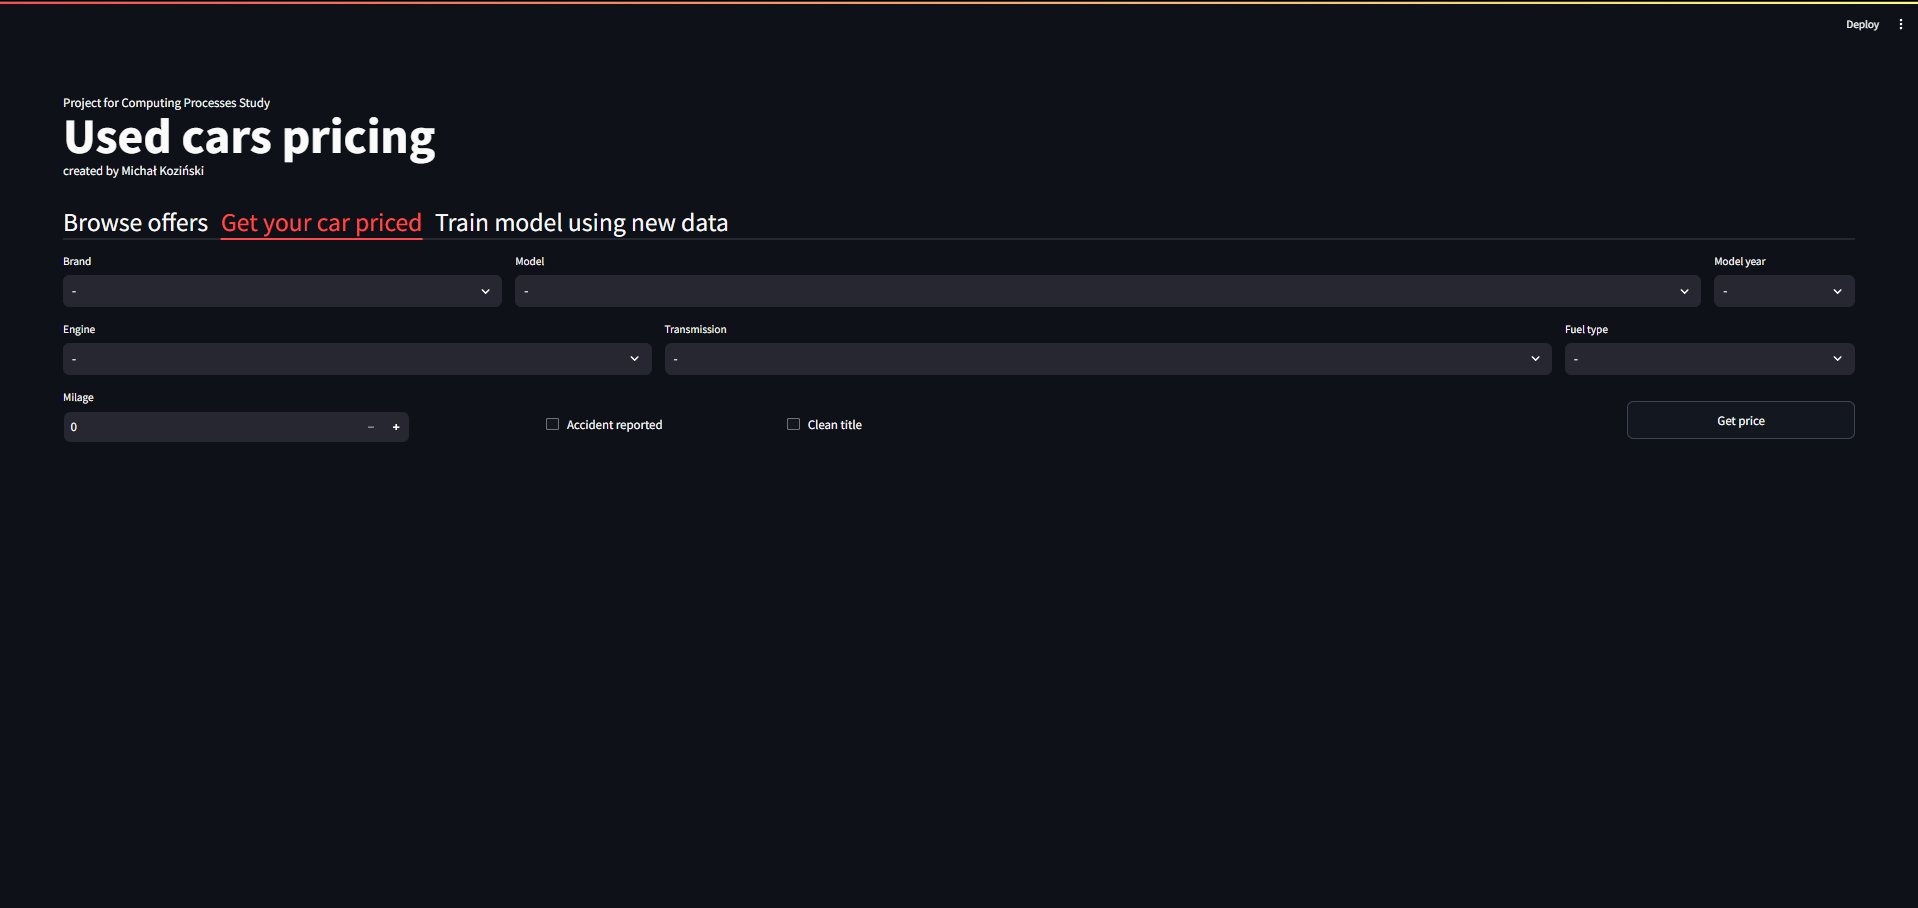 Deploy
Project for Computing Processes Study
Used cars pricing
created by Michał Koziński
Browse offers Get your car priced Train model using new data
Brand Model Model year
- - -
Engine Transmission Fuel type
- - -
Milage
0 − + Accident reported Clean title Get price